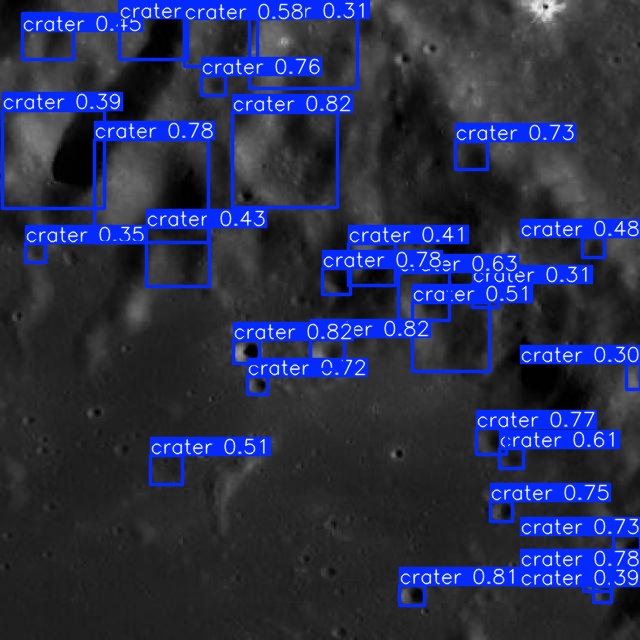 crater
crater 0.58
0.31
crater 0.45
crater 0.76
crater 0.39
crater 0.82
crater 0.78
crater 0.73
crater 0.43
crater 0.48
crater 0.35
crater 0.41
crater 0.78
0.63
crater 0.31
crater 0.51
crater 0.82
er 0.82
crater 0.72
crater 0.30
crater 0.77
crater 0.61
crater 0.51
crater 0.75
crater 0.73
crater 0.78
crater 0.81
crater 0.39